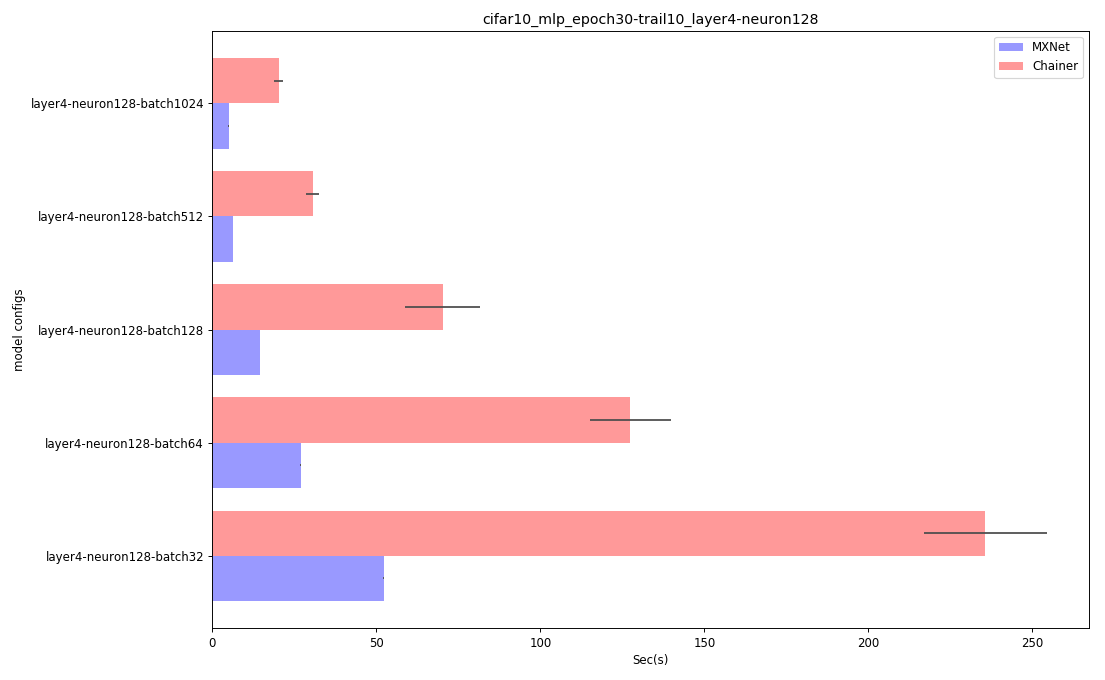 cifar10_mlp_epoch30-trail10_layer4-neuron128
MXNet
Chainer
layer4-neuron128-batch1024
layer4-neuron128-batch512
layer4-neuron128-batch128
layer4-neuron128-batch64
layer4-neuron128-batch32
model configs
0 50 100 150 200 250
Sec(s)